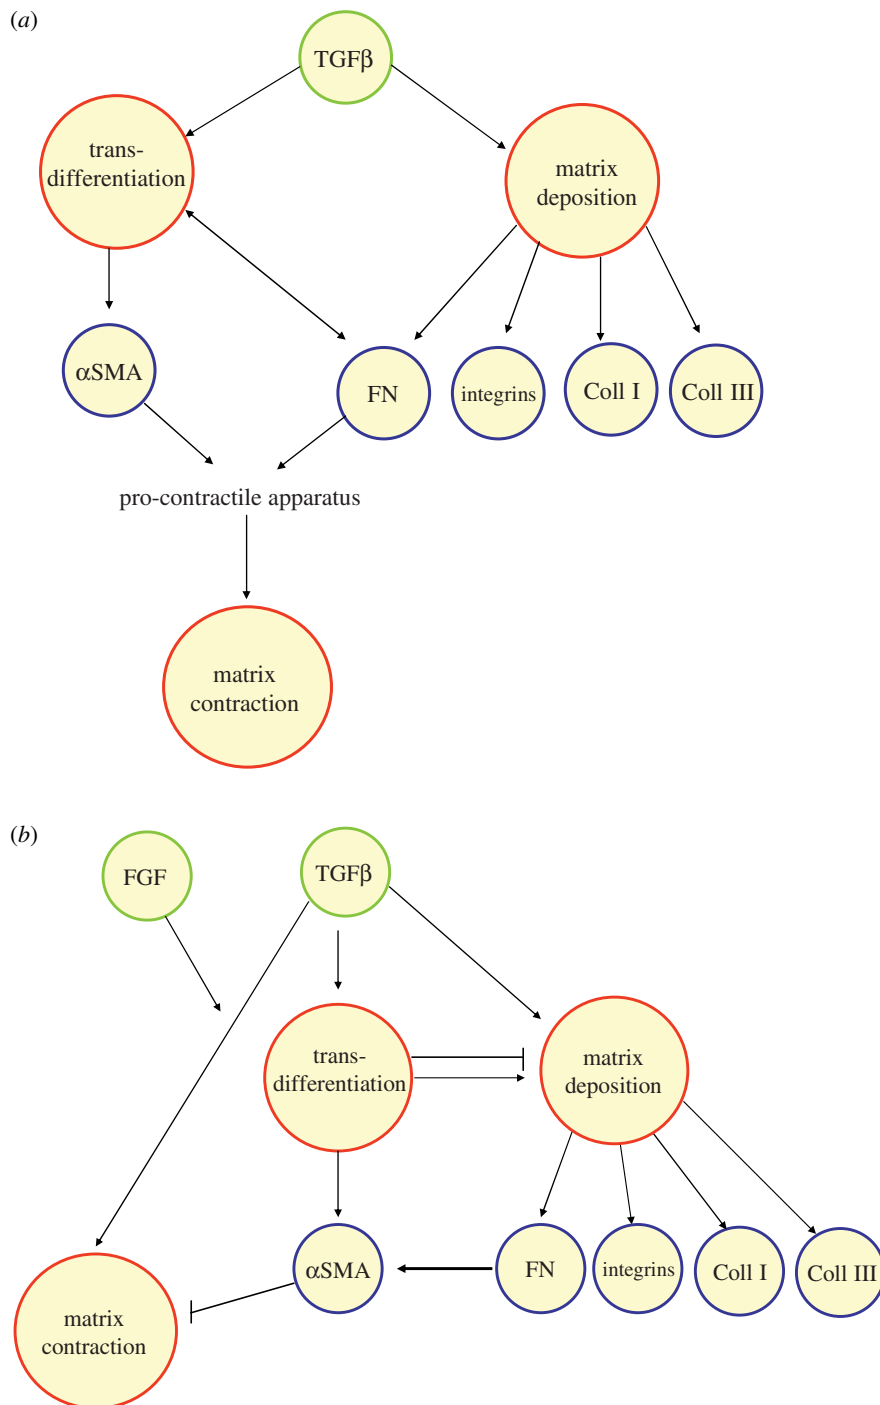 (a)
TGFβ
trans-
differentiation
matrix
deposition
αSMA
FN
integrins
Coll I
Coll III
pro-contractile apparatus
matrix
contraction
(b)
FGF
TGFβ
trans-
differentiation
matrix
deposition
αSMA
FN
integrins
Coll I
Coll III
matrix
contraction